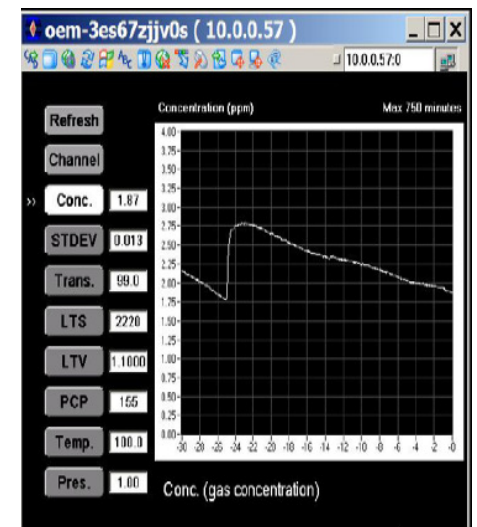 oem-3es67zjjv0s ( 10.0.0.57 )
10.0.0.57:0
Refresh
Channel
» Conc. 1.87
STDEV 0.013
Trans. 99.0
LTS 2220
LTV 1.1000
PCP 155
Temp. 100.0
Pres. 1.00
Concentration (ppm) Max 750 minutes
4.00
3.75
3.50
3.25
3.00
2.75
2.50
2.25
2.00
1.75
1.50
1.25
1.00
0.75
0.50
0.25
0.00
-30 -28 -26 -24 -22 -20 -18 -16 -14 -12 -10 -8 -6 -4 -2 -0
Conc. (gas concentration)